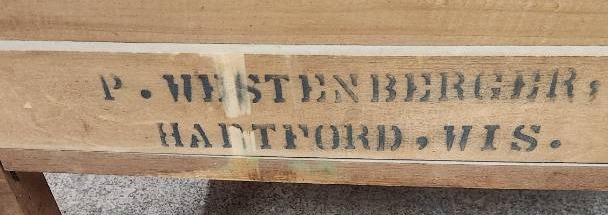 P. WESTENBERGER,
HARTFORD, WIS.